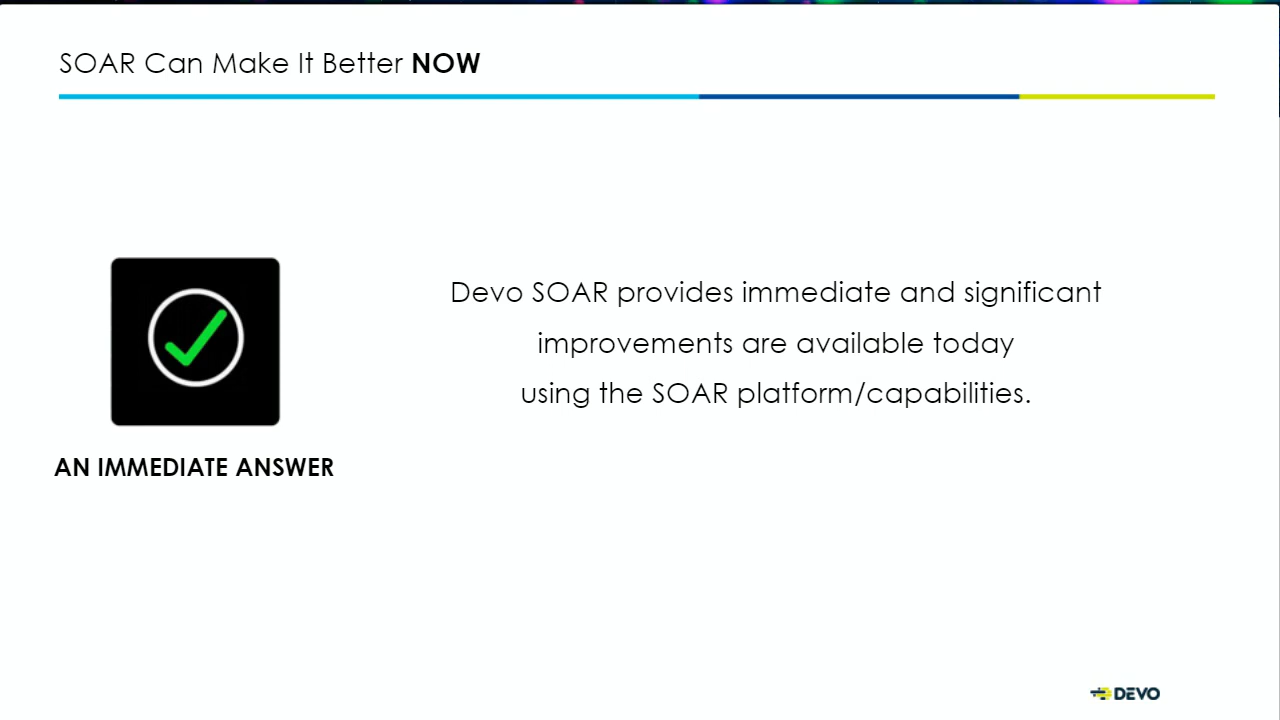 SOAR Can Make It Better NOW
Devo SOAR provides immediate and significant
improvements are available today
using the SOAR platform/capabilities.
AN IMMEDIATE ANSWER
DEVO